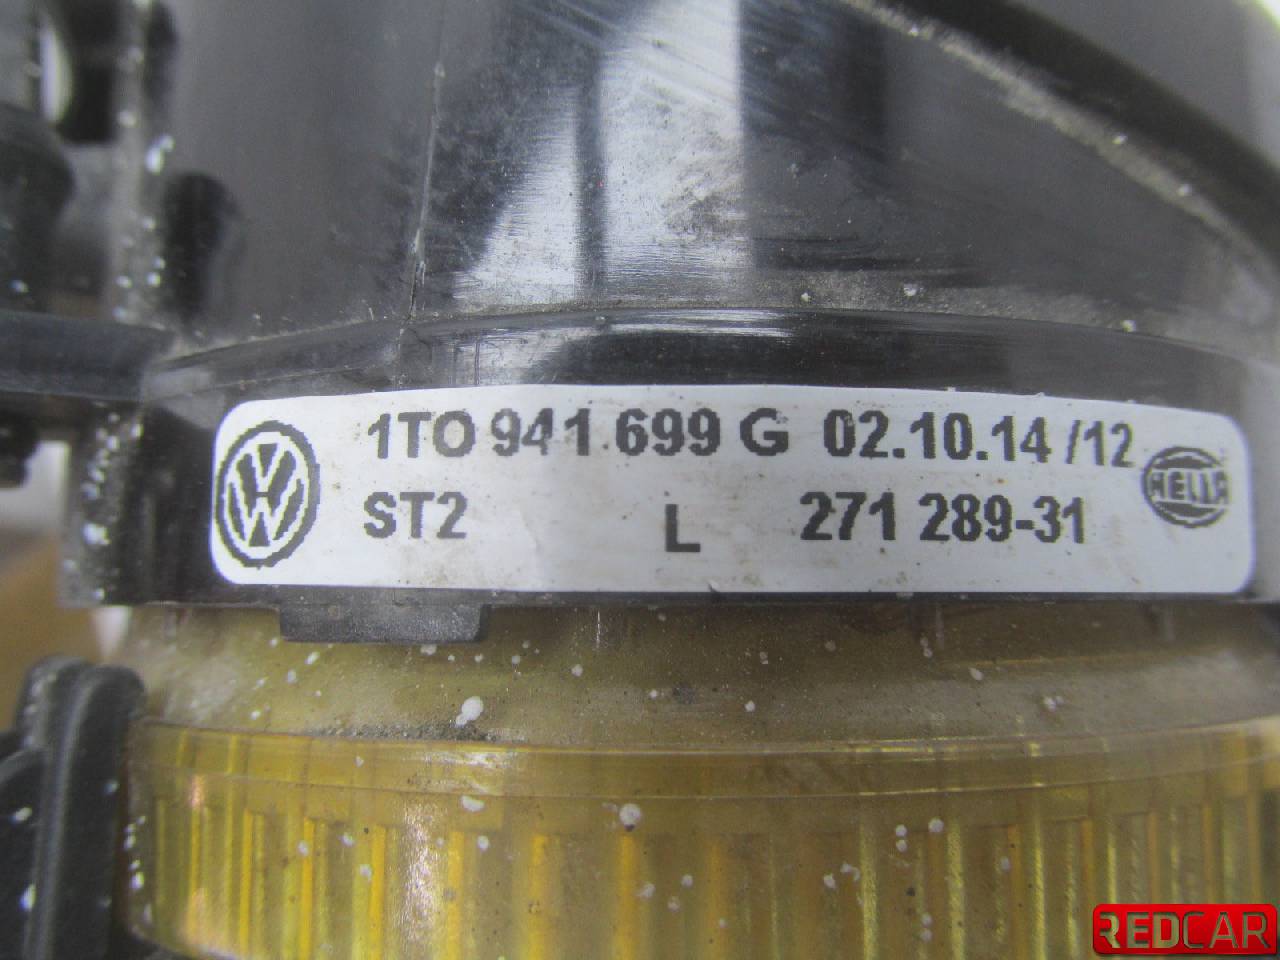 1TO 941 699 G 02.10.14 /12
ST2 L 271 289-31
HELLA
REDCAR